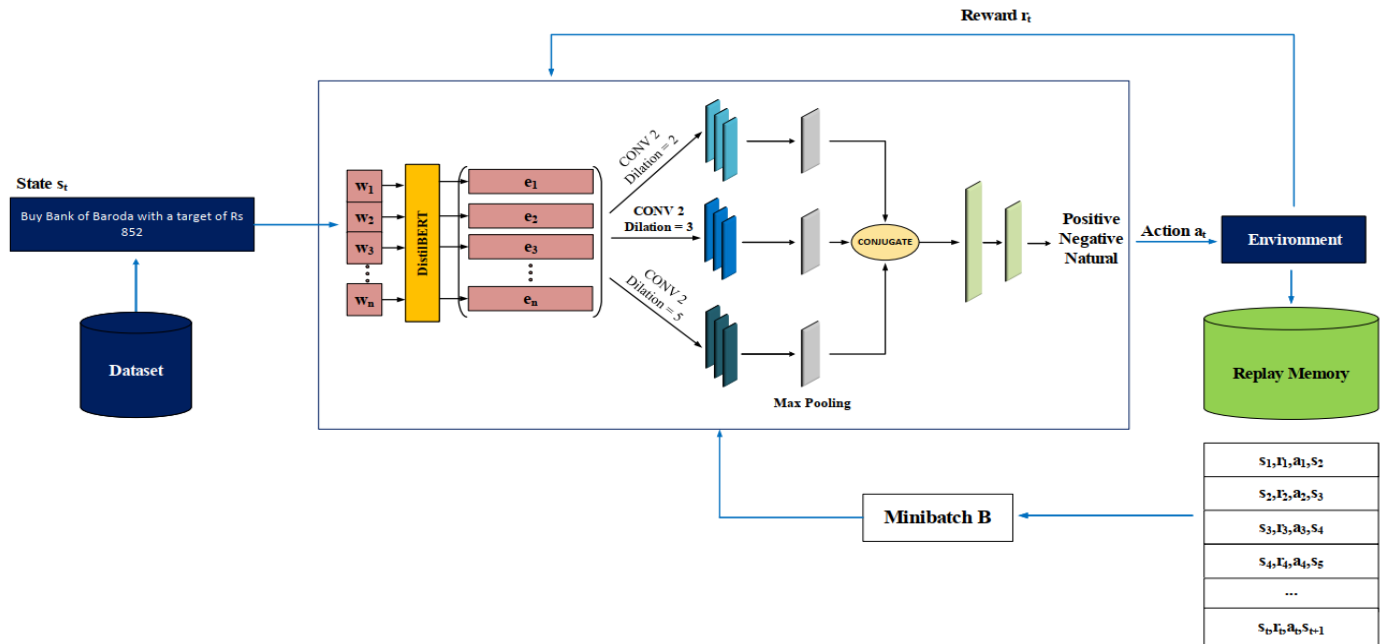 Reward rₜ
State sₜ
Buy Bank of Baroda with a target of Rs
852
Dataset
w₁
w₂
w₃
wₙ
DistilBERT
e₁
e₂
e₃
eₙ
CONV 2
Dilation = 2
CONV 2
Dilation = 3
CONV 2
Dilation = 5
Max Pooling
CONJUGATE
Positive
Negative
Natural
Action aₜ
Environment
Replay Memory
Minibatch B
s₁,r₁,a₁,s₂
s₂,r₂,a₂,s₃
s₃,r₃,a₃,s₄
s₄,r₄,a₄,s₅
...
sₜ,rₜ,aₜ,sₜ₊₁